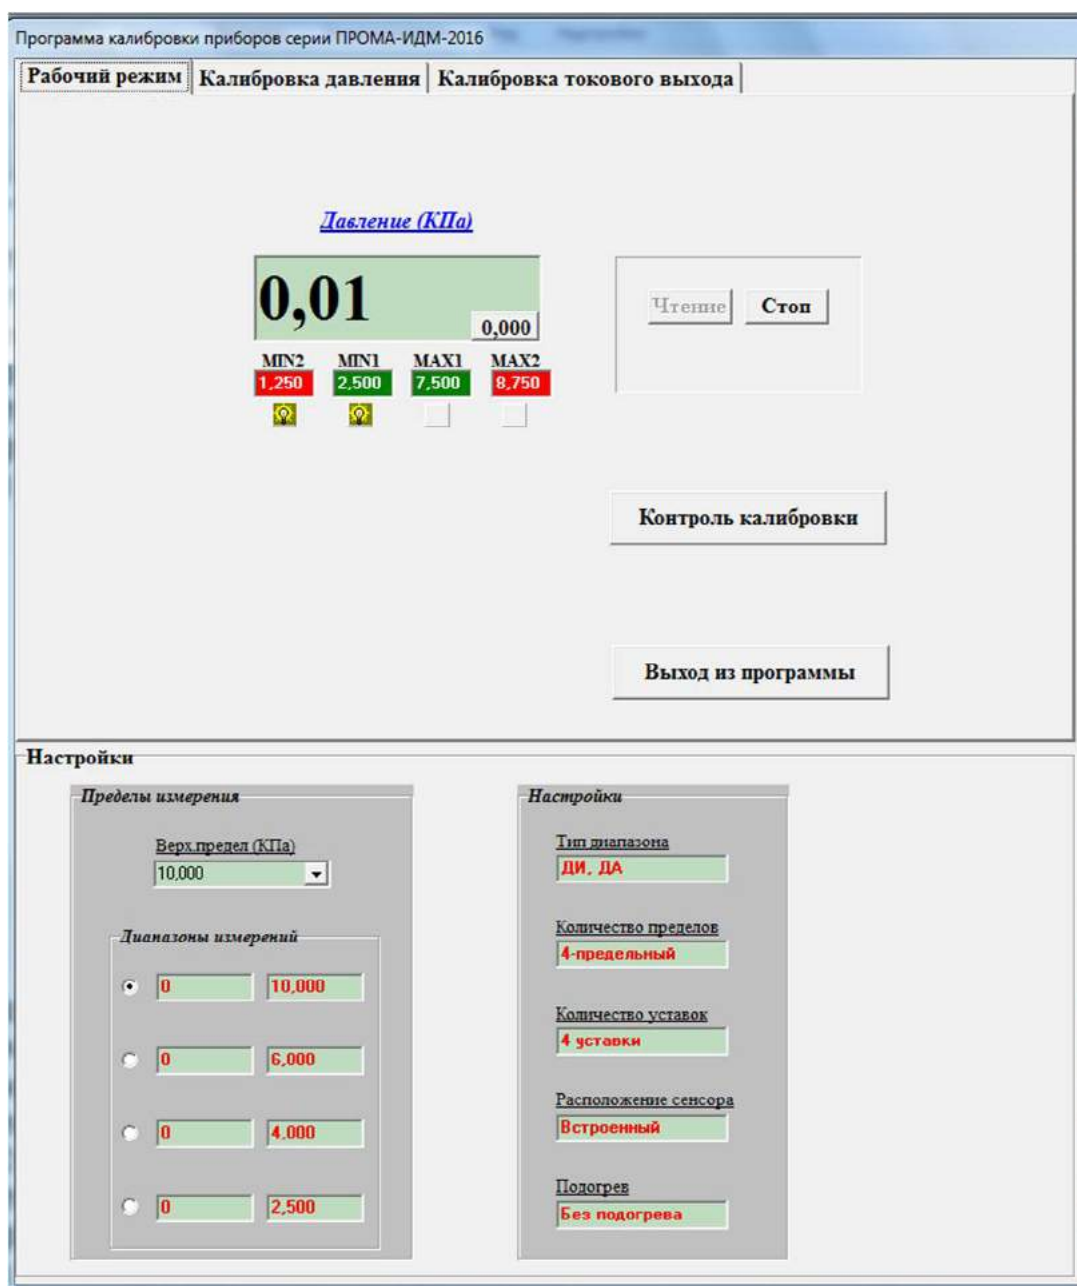 Программа калибровки приборов серии ПРОМА-ИДМ-2016
Рабочий режим Калибровка давления Калибровка токового выхода
Давление (КПа)
0,01
0,000
MIN2 MIN1 MAX1 MAX2
1,250 2,500 7,500 8,750
Чтение Стоп
Контроль калибровки
Выход из программы
Настройки
Пределы измерения
Верх.предел (КПа)
10,000
Диапазоны измерений
0 10,000
0 6,000
0 4,000
0 2,500
Настройки
Тип диапазона
ДИ, ДА
Количество пределов
4-предельный
Количество уставок
4 уставки
Расположение сенсора
Встроенный
Подогрев
Без подогрева